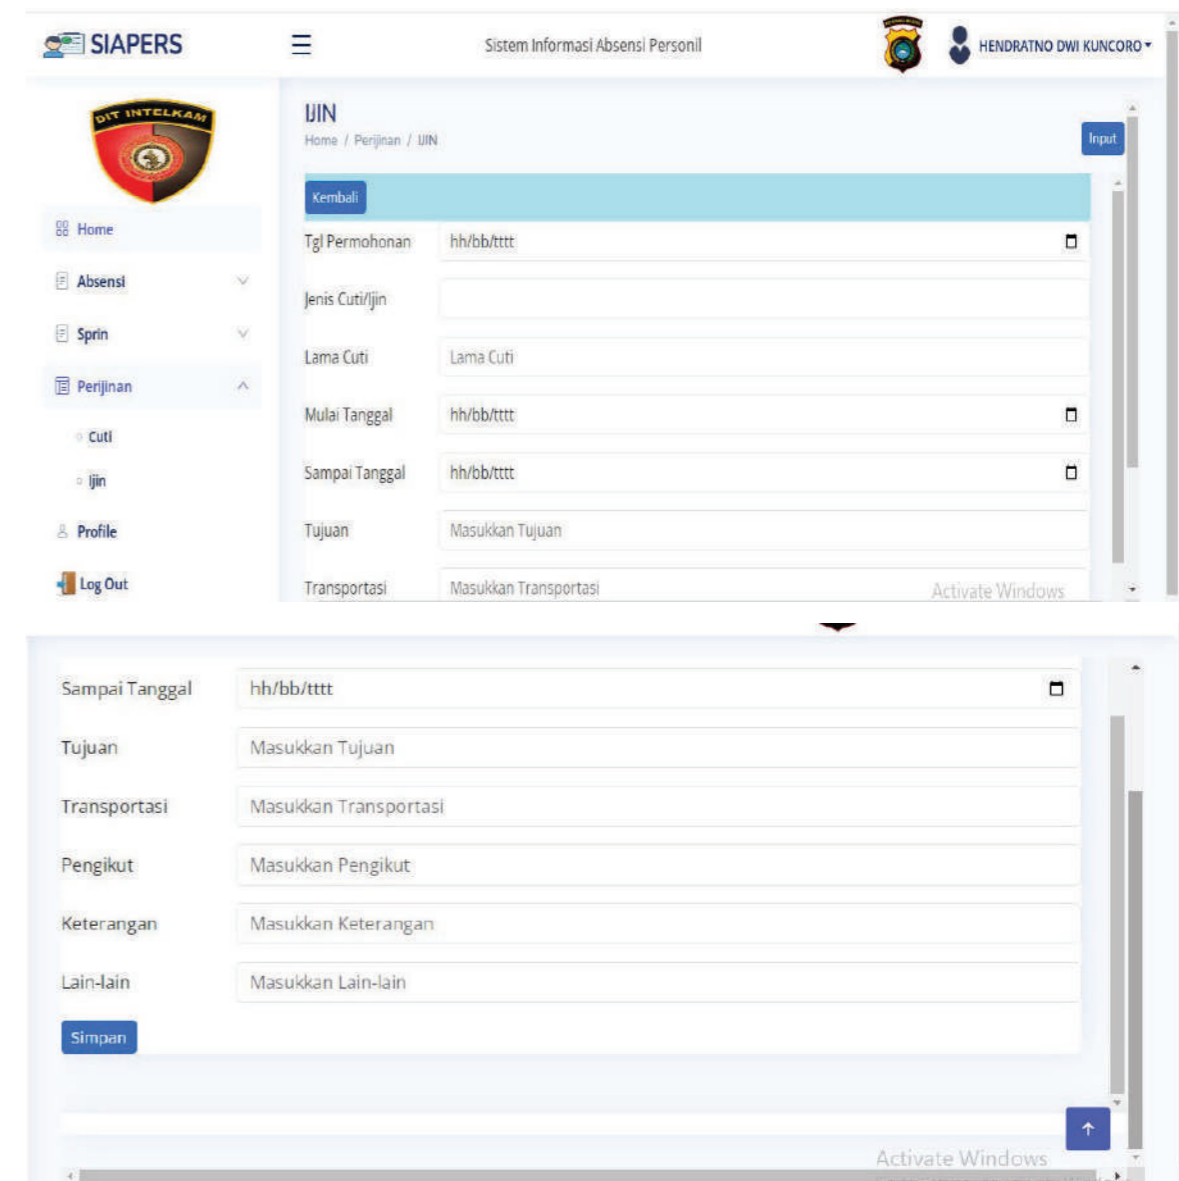 SIAPERS
Sistem Informasi Absensi Personil
HENDRATNO DWI KUNCORO
DIT INTELKAM
Home
Absensi
Sprin
Perijinan
Cuti
Ijin
Profile
Log Out
IJIN
Home / Perijinan / IJIN
Input
Kembali
Tgl Permohonan hh/bb/tttt
Jenis Cuti/Ijin
Lama Cuti Lama Cuti
Mulai Tanggal hh/bb/tttt
Sampai Tanggal hh/bb/tttt
Tujuan Masukkan Tujuan
Transportasi Masukkan Transportasi
Activate Windows
Sampai Tanggal hh/bb/tttt
Tujuan Masukkan Tujuan
Transportasi Masukkan Transportasi
Pengikut Masukkan Pengikut
Keterangan Masukkan Keterangan
Lain-lain Masukkan Lain-lain
Simpan
Activate Windows